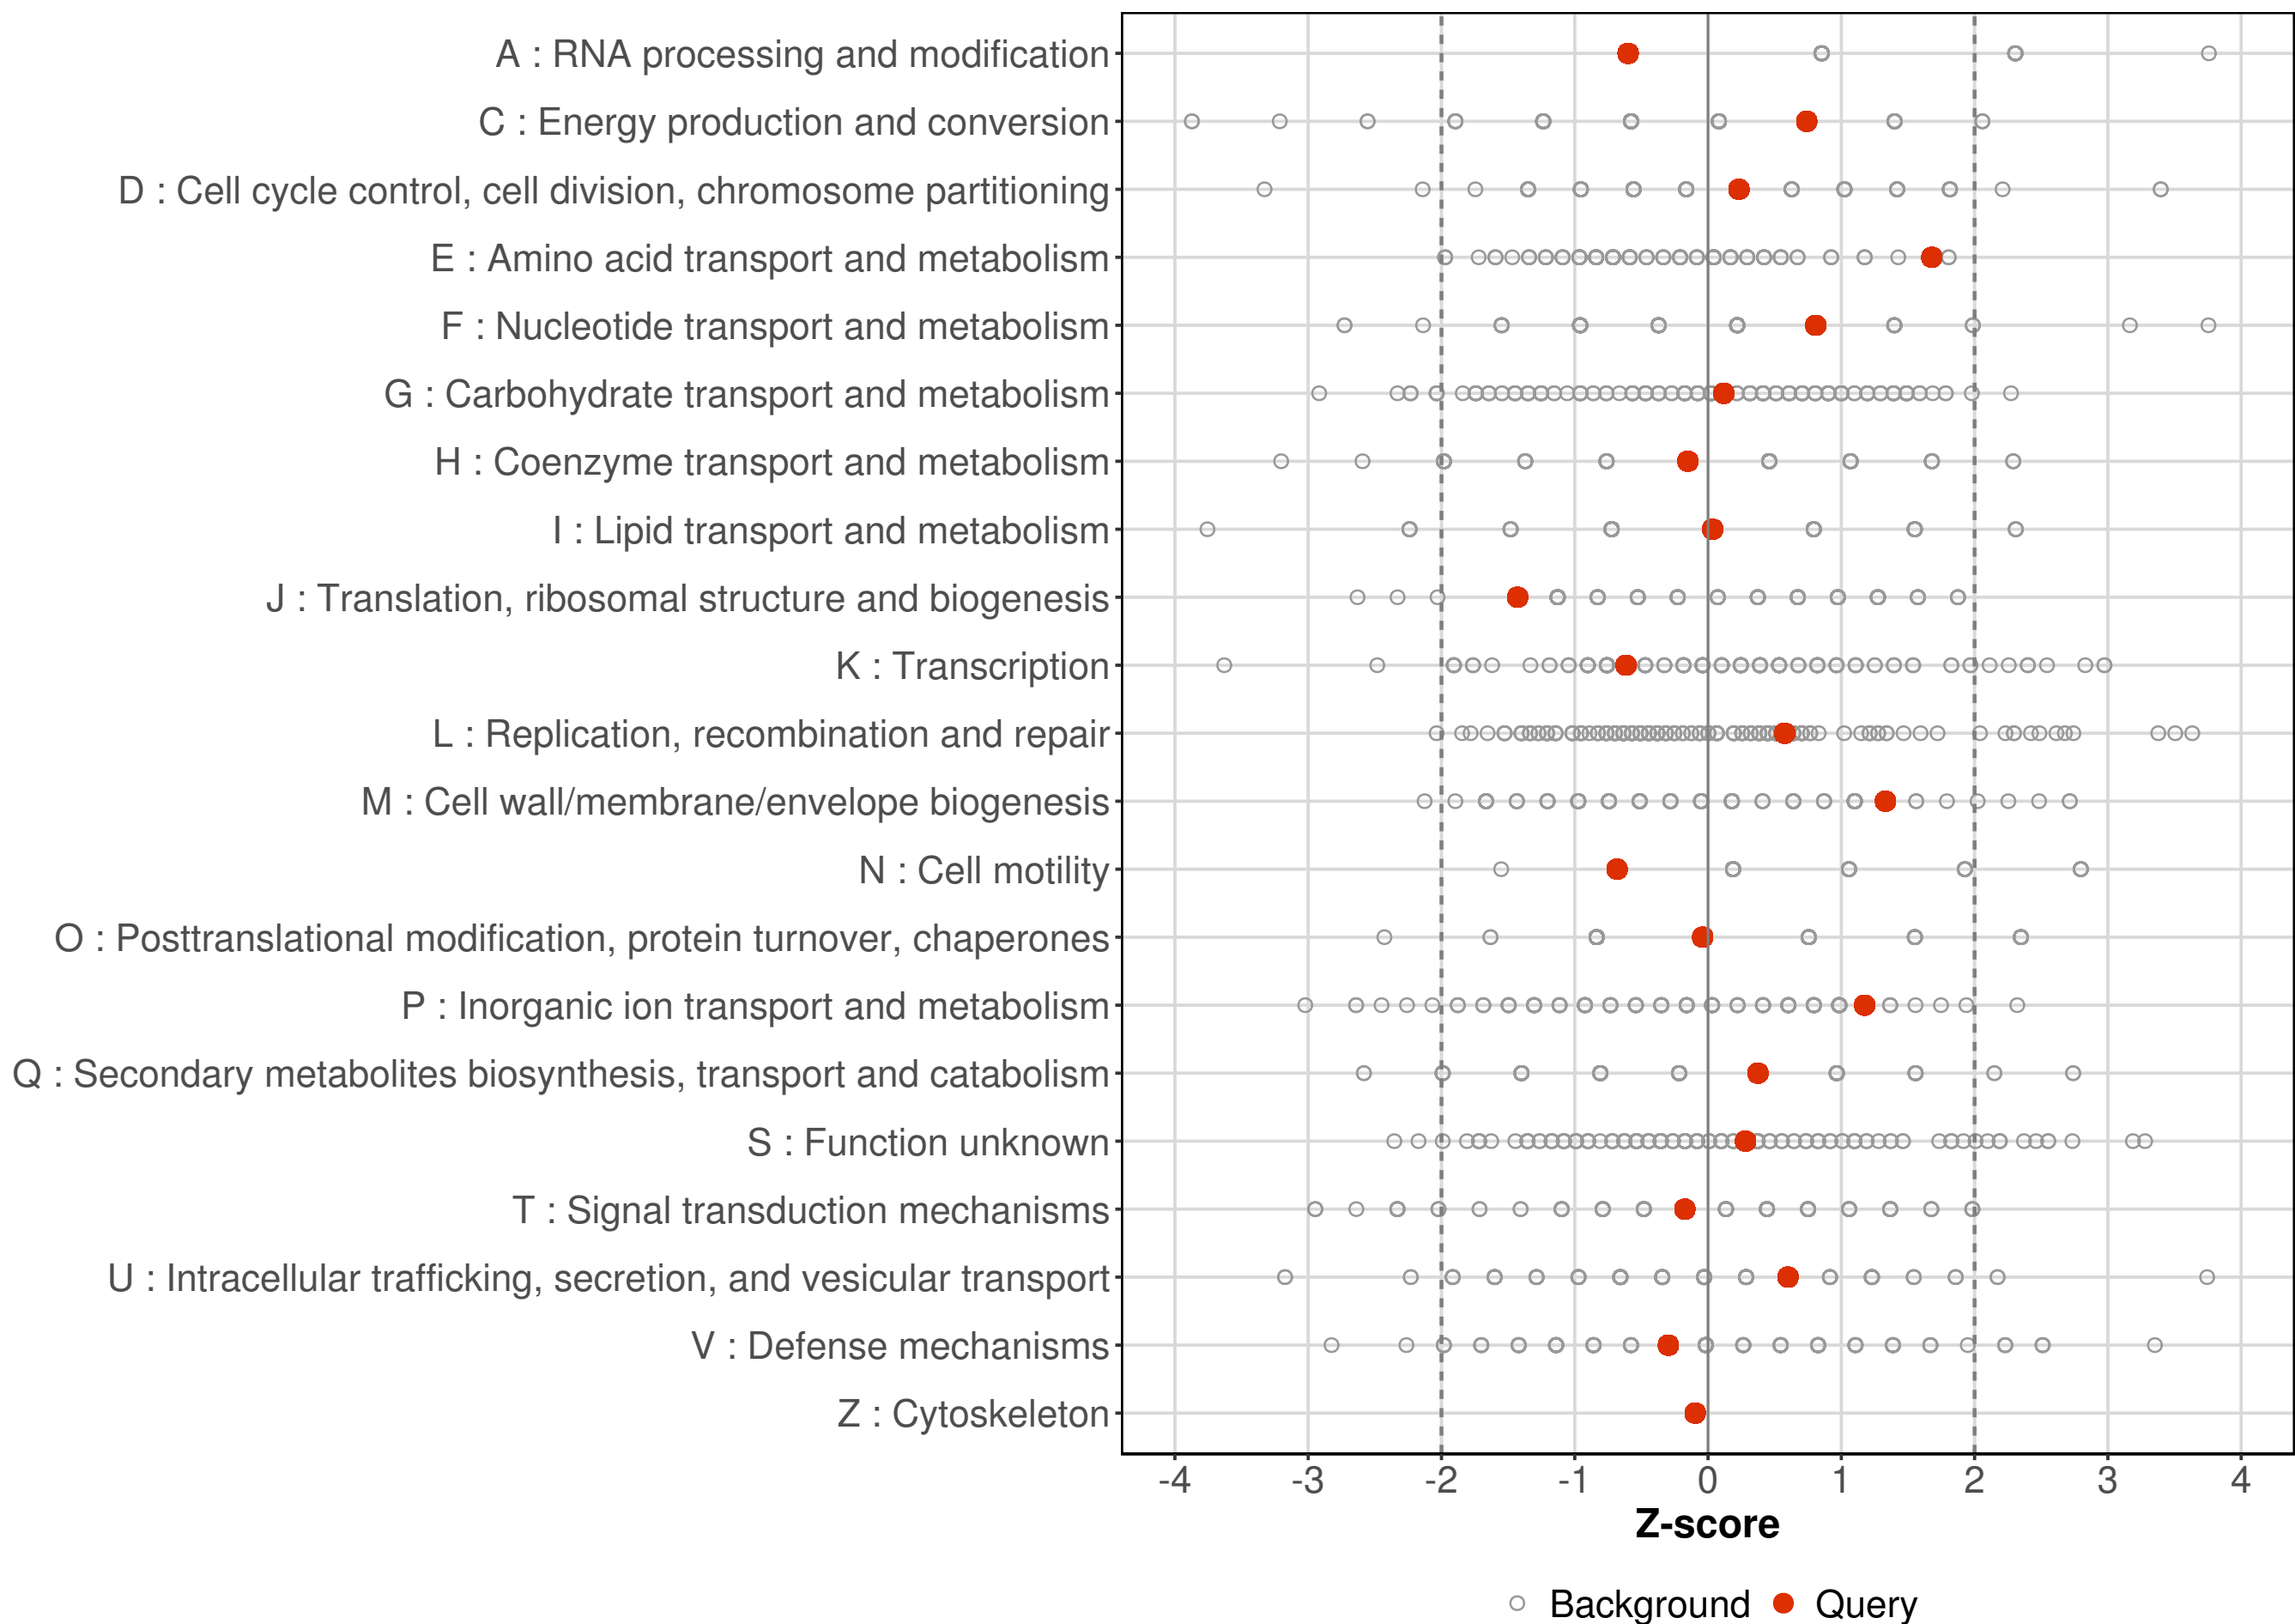 A : RNA processing and modification
C : Energy production and conversion
D : Cell cycle control, cell division, chromosome partitioning
E : Amino acid transport and metabolism
F : Nucleotide transport and metabolism
G : Carbohydrate transport and metabolism
H : Coenzyme transport and metabolism
I : Lipid transport and metabolism
J : Translation, ribosomal structure and biogenesis
K : Transcription
L : Replication, recombination and repair
M : Cell wall/membrane/envelope biogenesis
N : Cell motility
O : Posttranslational modification, protein turnover, chaperones
P : Inorganic ion transport and metabolism
Q : Secondary metabolites biosynthesis, transport and catabolism
S : Function unknown
T : Signal transduction mechanisms
U : Intracellular trafficking, secretion, and vesicular transport
V : Defense mechanisms
Z : Cytoskeleton
-4 -3 -2 -1 0 1 2 3 4
Z-score
Background Query